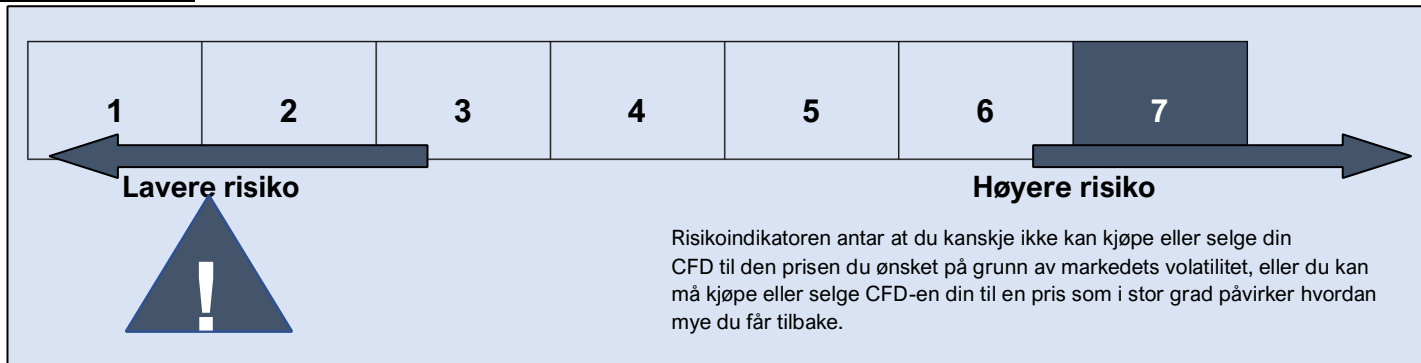 1 2 3 4 5 6 7
Lavere risiko Høyere risiko
!
Risikoindikatoren antar at du kanskje ikke kan kjøpe eller selge din
CFD til den prisen du ønsket på grunn av markedets volatilitet, eller du kan
må kjøpe eller selge CFD-en din til en pris som i stor grad påvirker hvordan
mye du får tilbake.